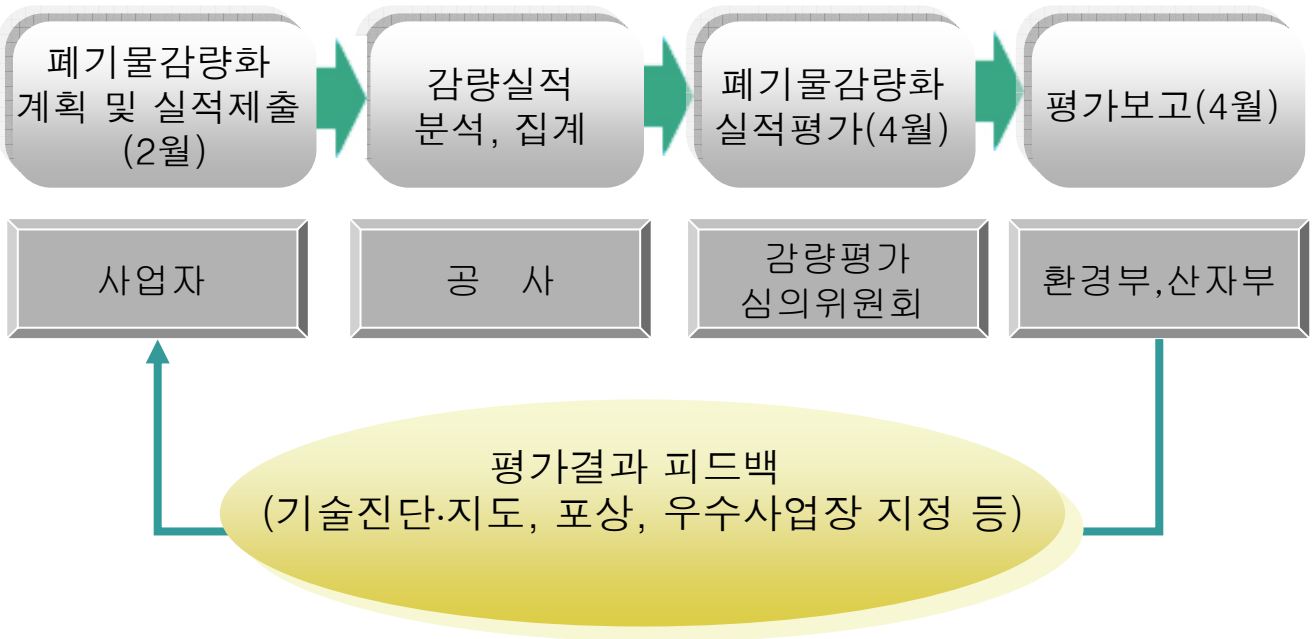 폐기물감량화
계획 및 실적제출
(2월)
감량실적
분석, 집계
폐기물감량화
실적평가(4월)
평가보고(4월)
사업자
공 사
감량평가
심의위원회
환경부,산자부
평가결과 피드백
(기술진단·지도, 포상, 우수사업장 지정 등)